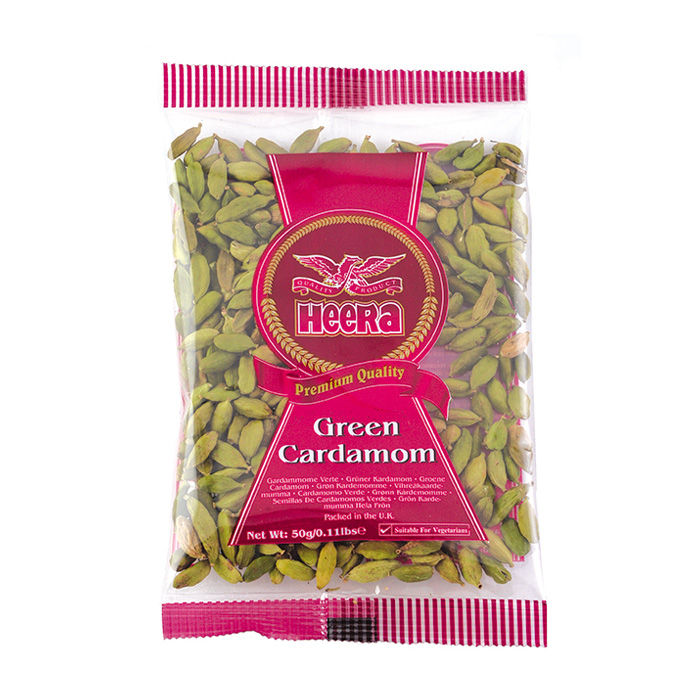 QUALITY PRODUCT
HEERA
Premium Quality
Green
Cardamom
Gardammome Verte • Grüner Kardamom • Groene
Cardamom • Grøn Kardemomme • Vihreäkaarde-
mumma • Cardamomo Verde • Grønn Kardemomme •
Semillas De Cardamomos Verdes • Grön Karde-
mumma Hela Frön
Packed in the U.K.
Net Wt: 50g/0.11lbs℮
Suitable For Vegetarians